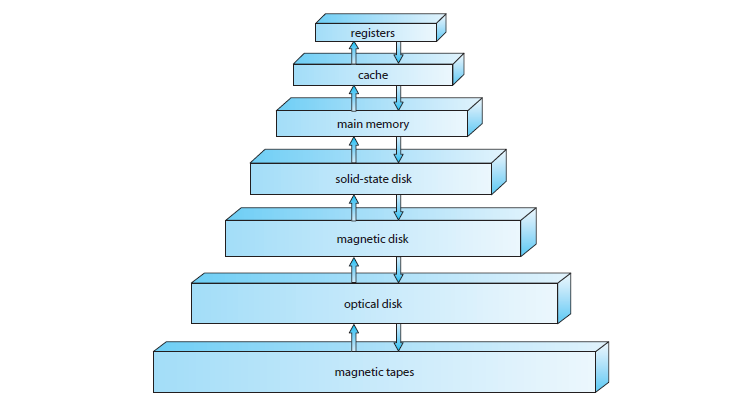 registers
cache
main memory
solid-state disk
magnetic disk
optical disk
magnetic tapes